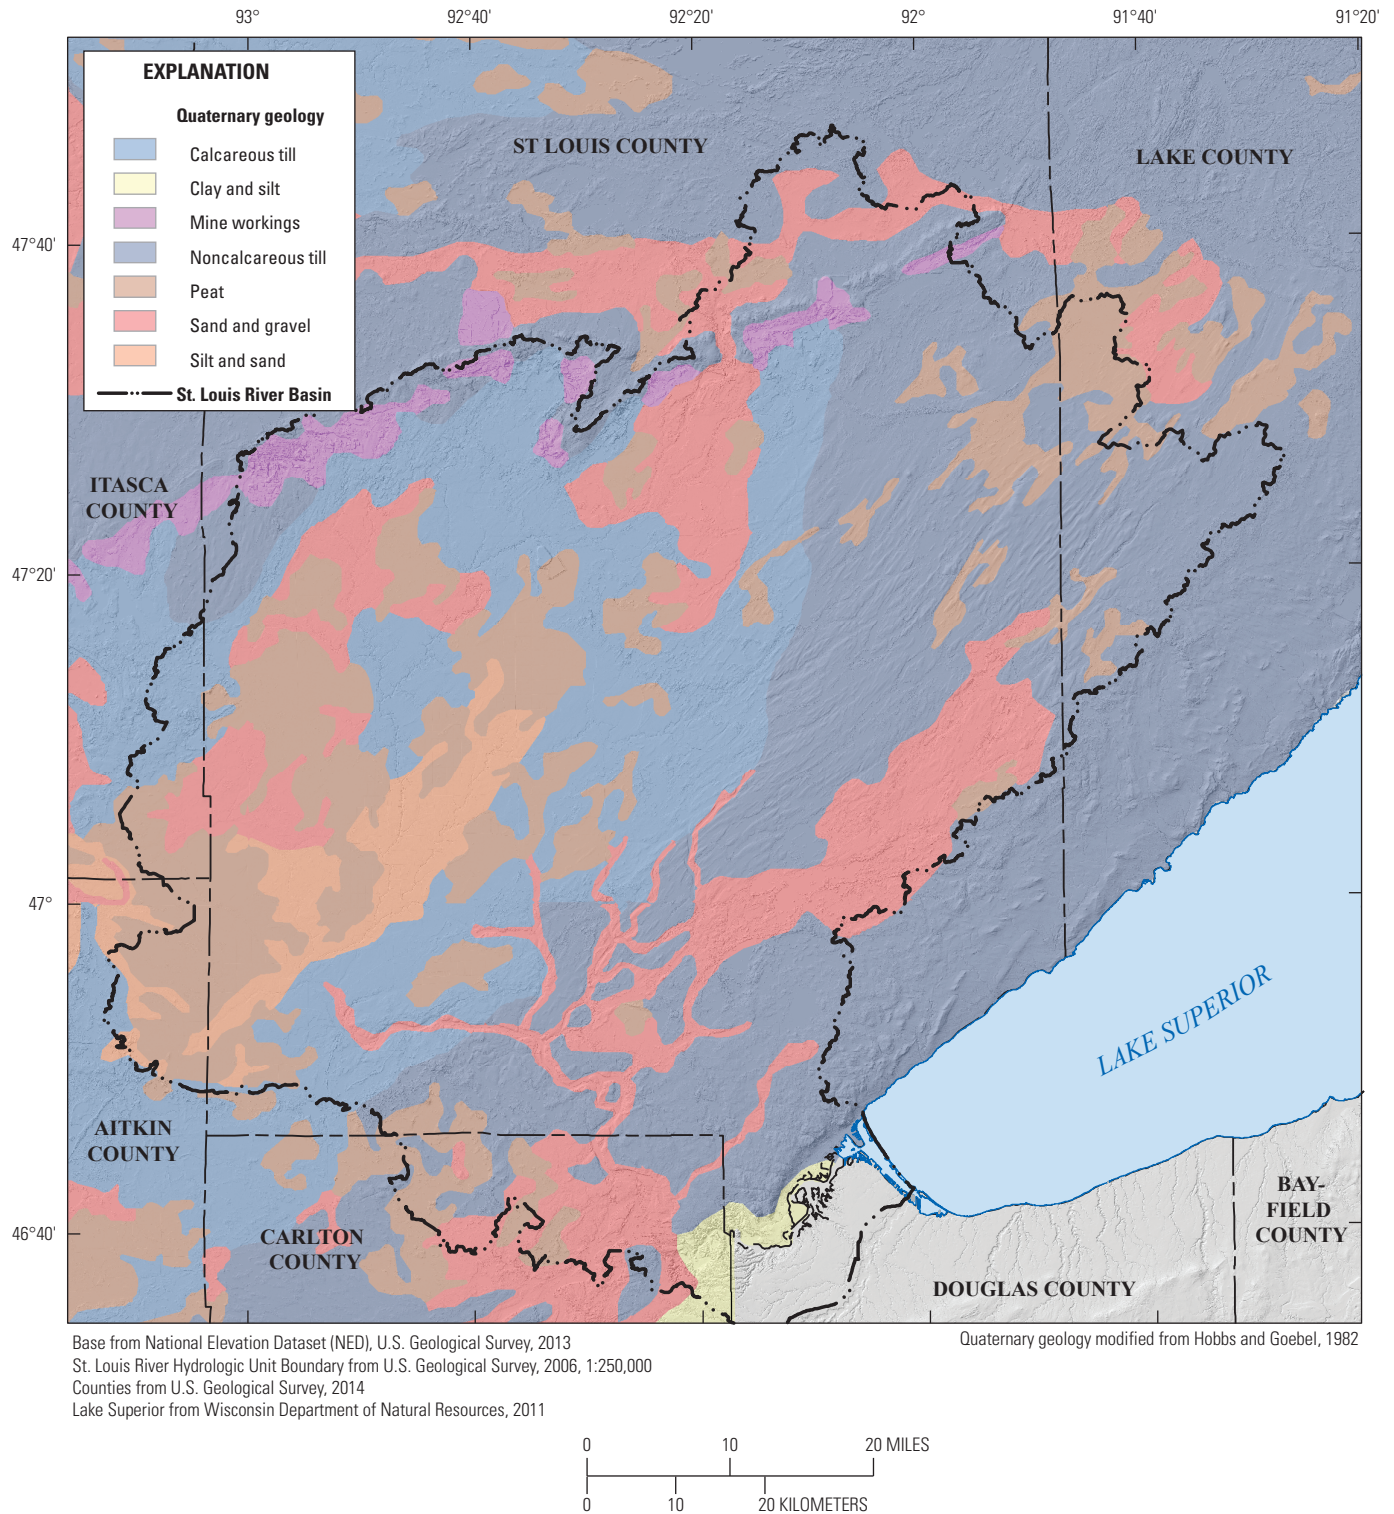 93° 92°40' 92°20' 92° 91°40' 91°20'
EXPLANATION
Quaternary geology
Calcareous till
Clay and silt
Mine workings
Noncalcareous till
Peat
Sand and gravel
Silt and sand
St. Louis River Basin
ST LOUIS COUNTY
LAKE COUNTY
47°40'
ITASCA
COUNTY
47°20'
47°
LAKE SUPERIOR
AITKIN
COUNTY
46°40'
CARLTON
COUNTY
BAY-
FIELD
COUNTY
DOUGLAS COUNTY
Base from National Elevation Dataset (NED), U.S. Geological Survey, 2013
St. Louis River Hydrologic Unit Boundary from U.S. Geological Survey, 2006, 1:250,000
Counties from U.S. Geological Survey, 2014
Lake Superior from Wisconsin Department of Natural Resources, 2011
Quaternary geology modified from Hobbs and Goebel, 1982
0 10 20 MILES
0 10 20 KILOMETERS